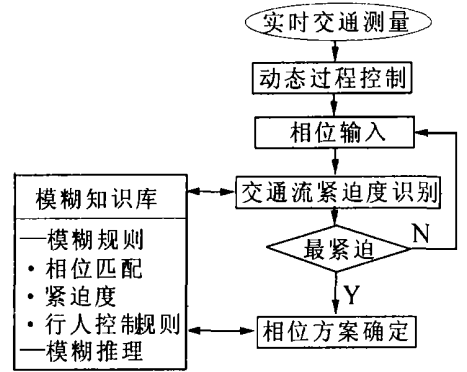 实时交通测量
动态过程控制
相位输入
交通流紧迫度识别
最紧迫
N
Y
相位方案确定
模糊知识库
—模糊规则
·相位匹配
·紧迫度
·行人控制规则
—模糊推理